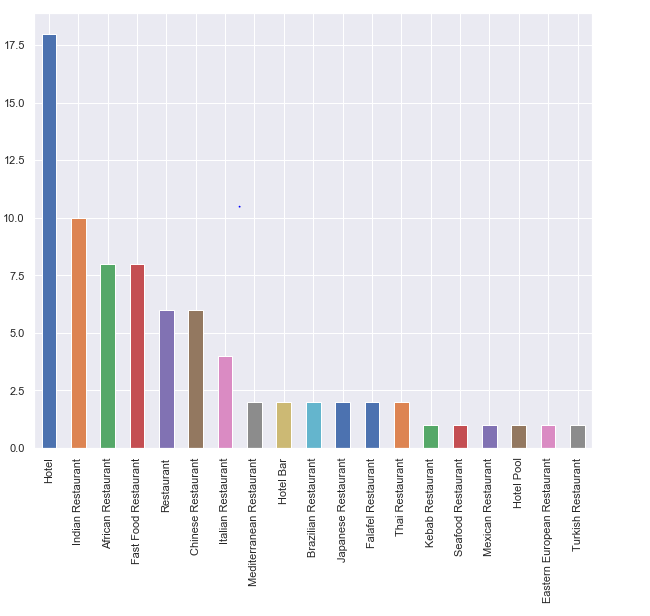 17.5
15.0
12.5
10.0
7.5
5.0
2.5
0.0
Hotel
Indian Restaurant
African Restaurant
Fast Food Restaurant
Restaurant
Chinese Restaurant
Italian Restaurant
Mediterranean Restaurant
Hotel Bar
Brazilian Restaurant
Japanese Restaurant
Falafel Restaurant
Thai Restaurant
Kebab Restaurant
Seafood Restaurant
Mexican Restaurant
Hotel Pool
Eastern European Restaurant
Turkish Restaurant